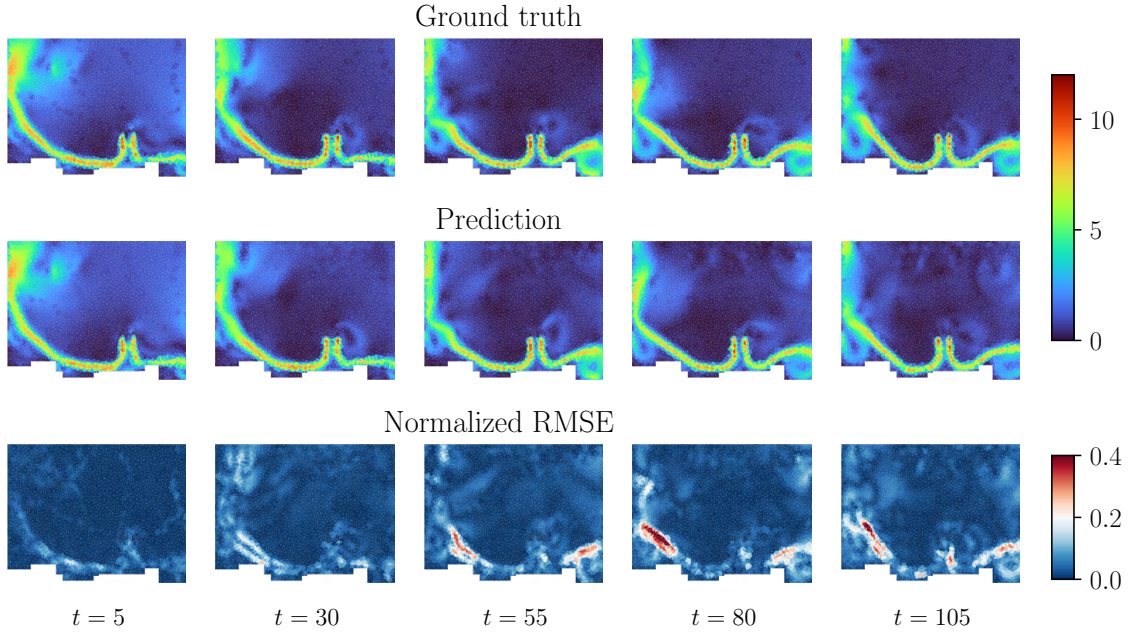 Ground truth
10
5
0
Prediction
Normalized RMSE
0.4
0.2
0.0
t = 5
t = 30
t = 55
t = 80
t = 105